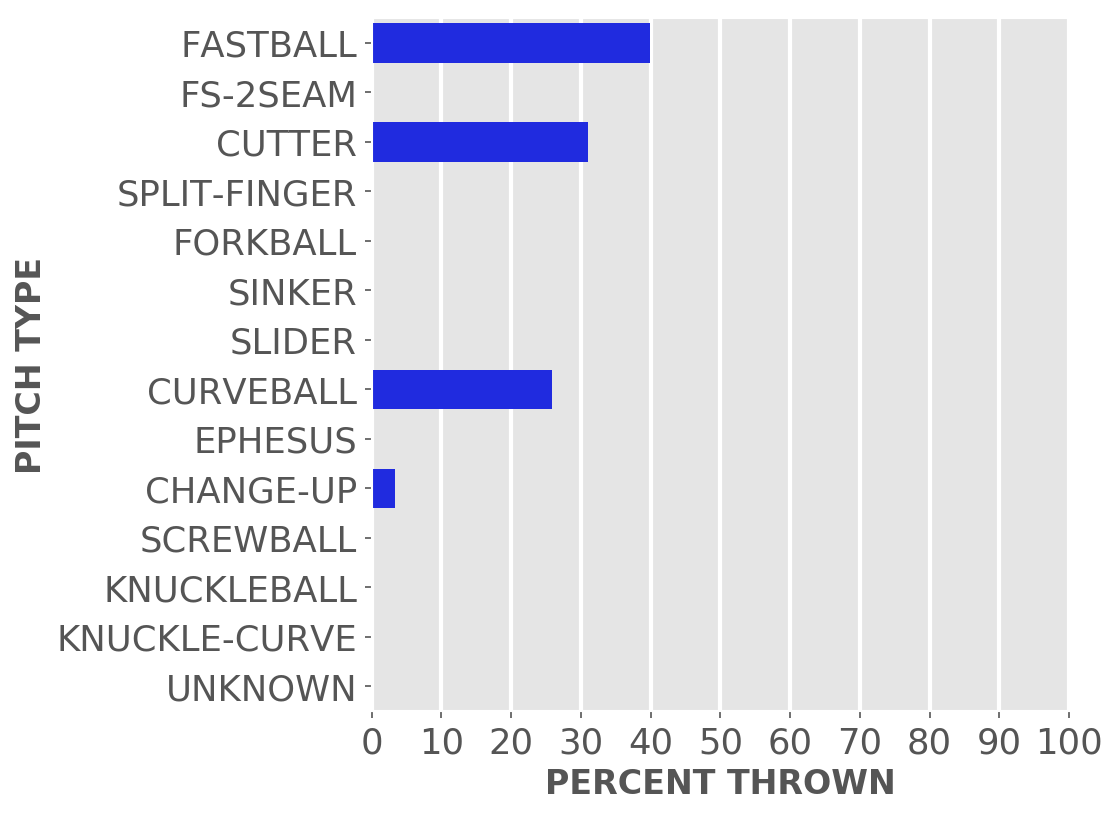 FASTBALL
FS-2SEAM
CUTTER
SPLIT-FINGER
FORKBALL
SINKER
SLIDER
CURVEBALL
EPHESUS
CHANGE-UP
SCREWBALL
KNUCKLEBALL
KNUCKLE-CURVE
UNKNOWN
PITCH TYPE
0 10 20 30 40 50 60 70 80 90 100
PERCENT THROWN